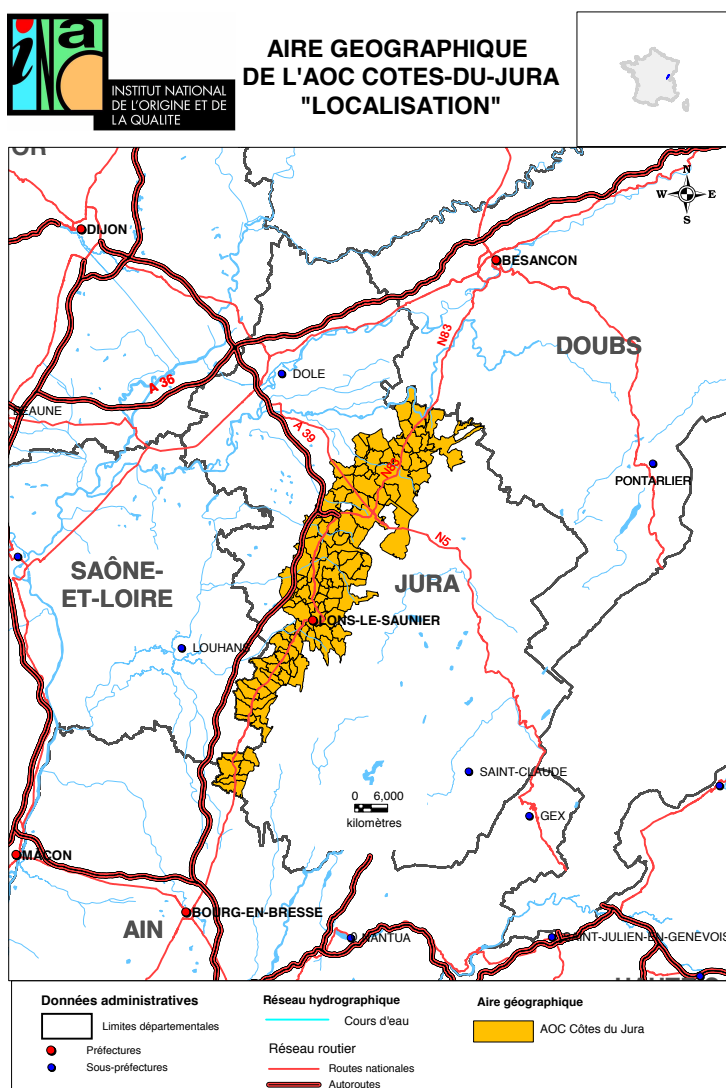 inao
INSTITUT NATIONAL
DE L'ORIGINE ET DE
LA QUALITE
AIRE GEOGRAPHIQUE
DE L'AOC COTES-DU-JURA
"LOCALISATION"
OR
N
W E
S
DIJON
BESANCON
N83
DOUBS
DOLE
A 36
BEAUNE
A 39
N83
PONTARLIER
N5
SAÔNE-
ET-LOIRE
JURA
LONS-LE-SAUNIER
LOUHANS
SAINT-CLAUDE
0 6,000
kilomètres
GEX
MACON
BOURG-EN-BRESSE
AIN
NANTUA
SAINT-JULIEN-EN-GENEVOIS
Données administratives
Limites départementales
Préfectures
Sous-préfectures
Réseau hydrographique
Cours d'eau
Réseau routier
Routes nationales
Autoroutes
Aire géographique
AOC Côtes du Jura